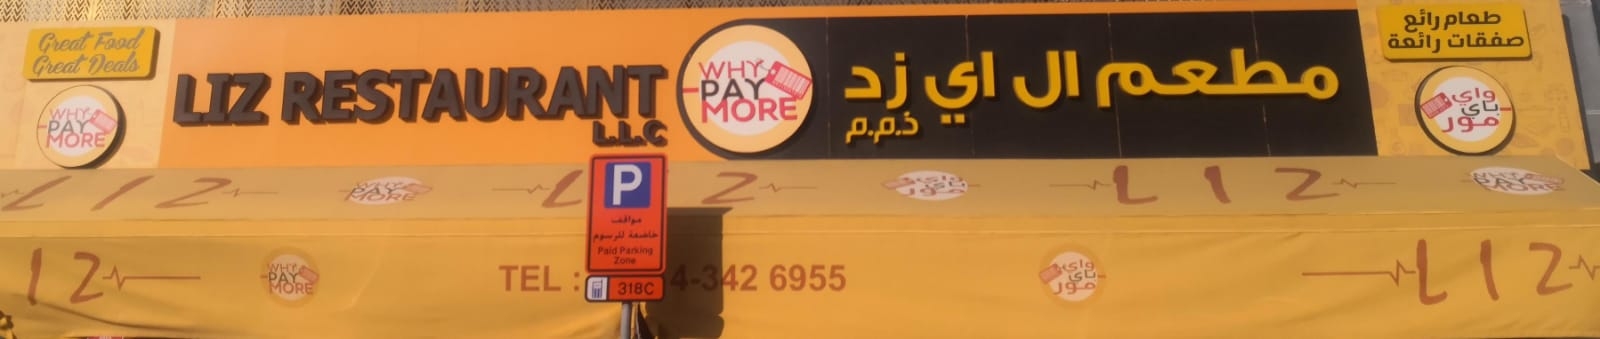 Great Food
Great Deals
WHY
PAY
MORE
LIZ RESTAURANT
L.L.C
WHY
PAY
MORE
مطعم ال اي زد
ذ.م.م
طعام رائع
صفقات رائعة
واي
باي
مور
LIZ
WHY
PAY
MORE
L Z
واي
باي
مور
LIZ
WHY
PAY
MORE
P
مواقف
خاضعة للرسوم
Paid Parking
Zone
318C
IZ
WHY
PAY
MORE
TEL : 4-342 6955
واي
باي
مور
LIZ